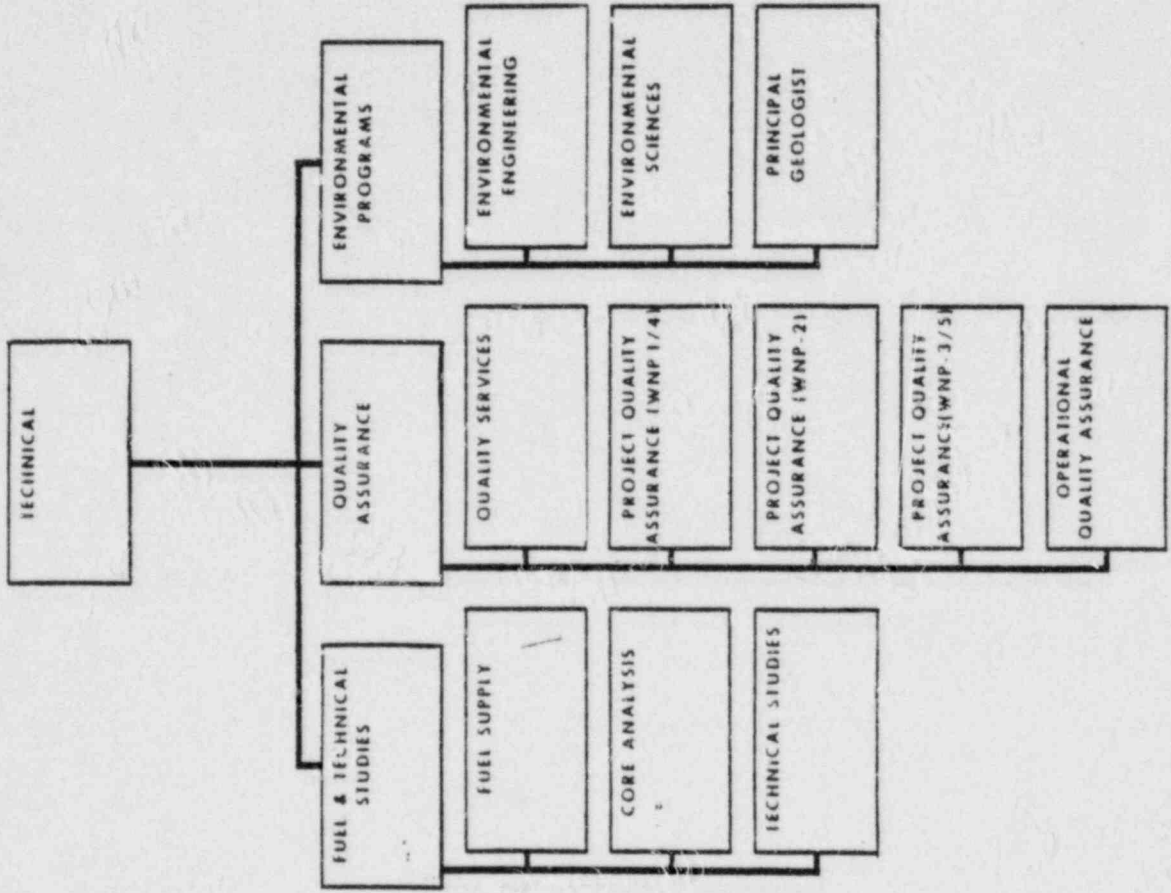 TECHNICAL
FUEL & TECHNICAL
STUDIES
FUEL SUPPLY
CORE ANALYSIS
TECHNICAL STUDIES
QUALITY
ASSURANCE
QUALITY SERVICES
PROJECT QUALITY
ASSURANCE (WNP 1/4)
PROJECT QUALITY
ASSURANCE (WNP-2)
PROJECT QUALITY
ASSURANCE(WNP-3/5)
OPERATIONAL
QUALITY ASSURANCE
ENVIRONMENTAL
PROGRAMS
ENVIRONMENTAL
ENGINEERING
ENVIRONMENTAL
SCIENCES
PRINCIPAL
GEOLOGIST